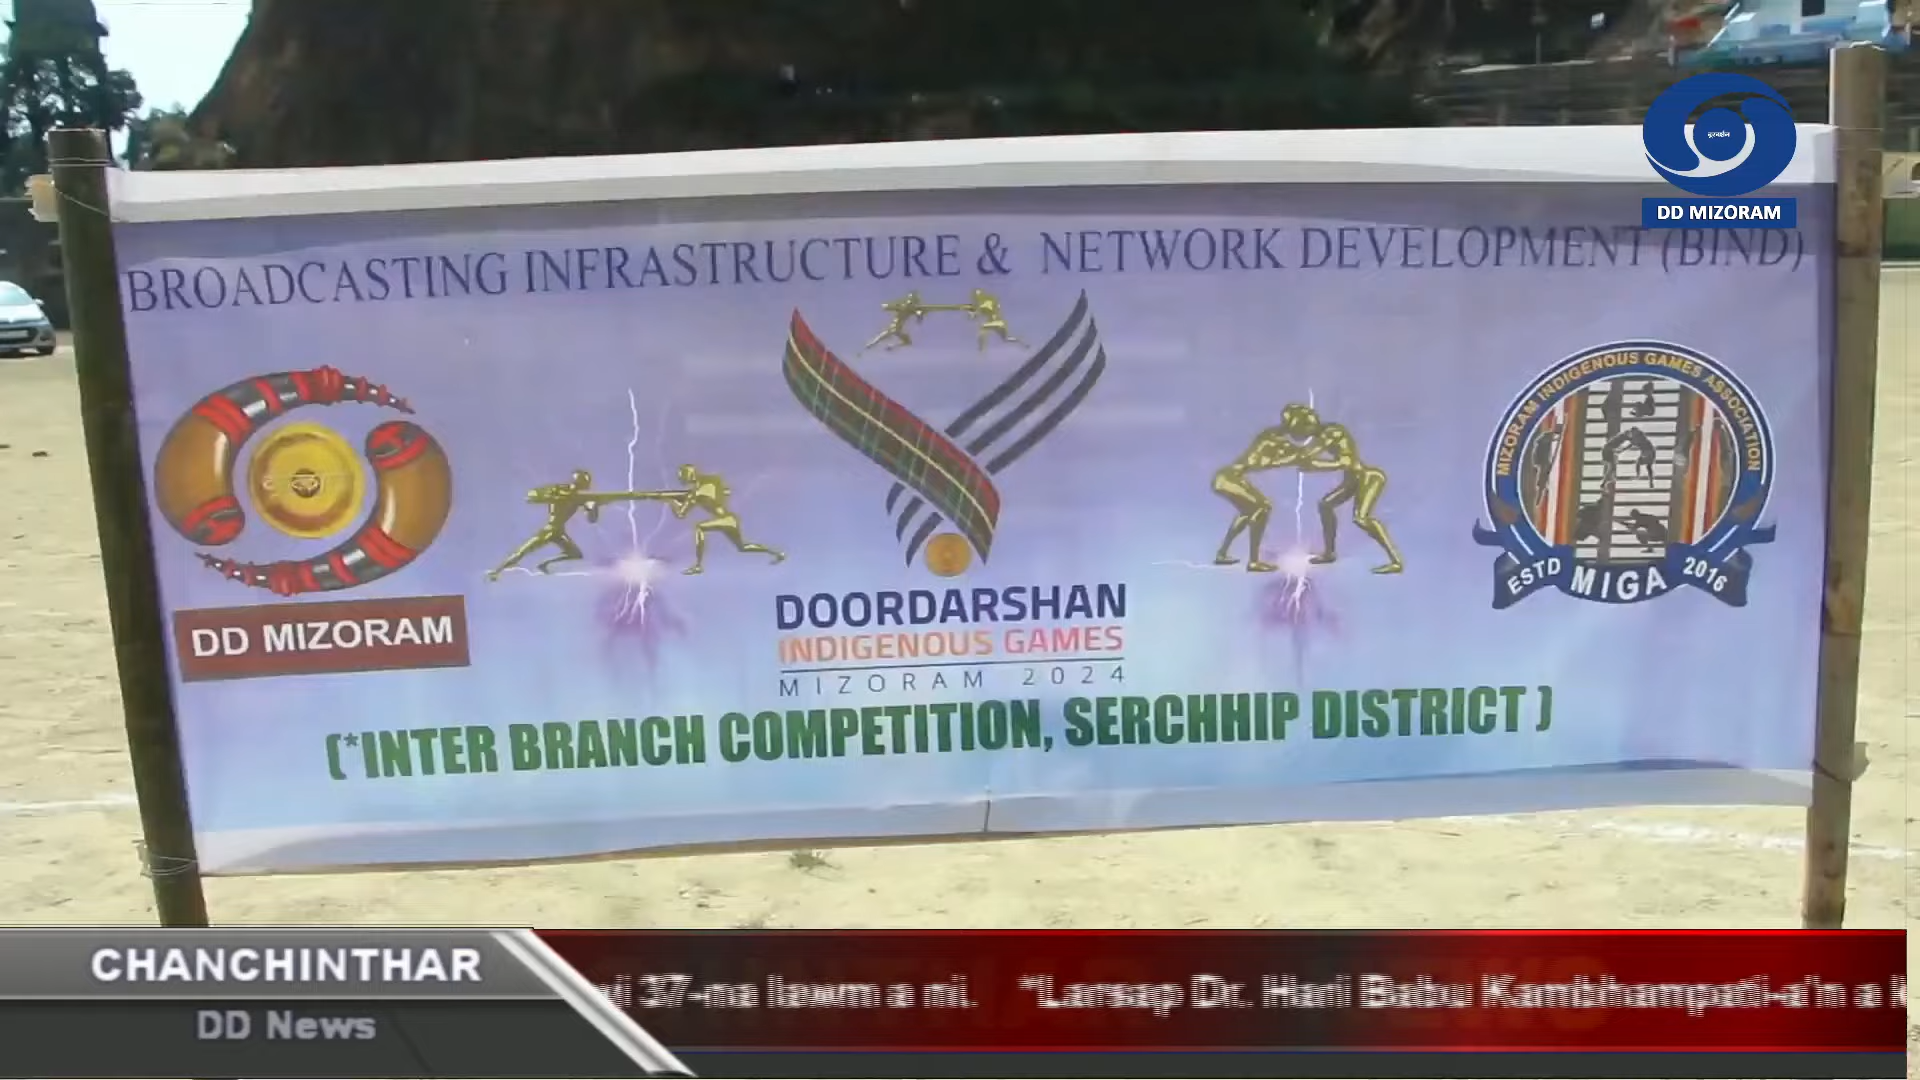 दूरदर्शन
DD MIZORAM
BROADCASTING INFRASTRUCTURE & NETWORK DEVELOPMENT (BIND)
MIZORAM INDIGENOUS GAMES ASSOCIATION
ESTD MIGA 2016
DD MIZORAM
DOORDARSHAN
INDIGENOUS GAMES
MIZORAM 2024
(*INTER BRANCH COMPETITION, SERCHHIP DISTRICT )
CHANCHINTHAR
DD News
37-na lawm a ni. *Larsap Dr. Hari Babu Kambhampati-a'n a